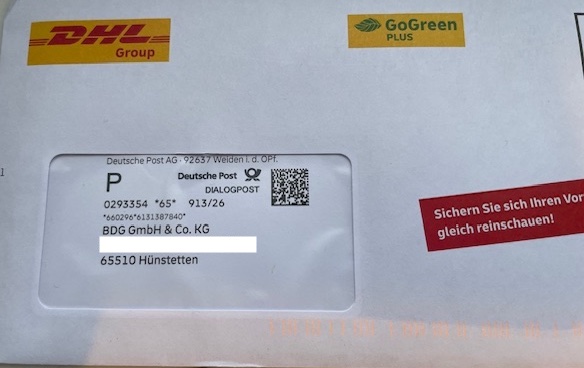 DHL
Group
GoGreen
PLUS
Deutsche Post AG · 92637 Weiden i. d. OPf.
P
Deutsche Post
DIALOGPOST
0293354 *65* 913/26
*660296*6131387840*
BDG GmbH & Co. KG
65510 Hünstetten
Sichern Sie sich Ihren
gleich reinschauen!
1